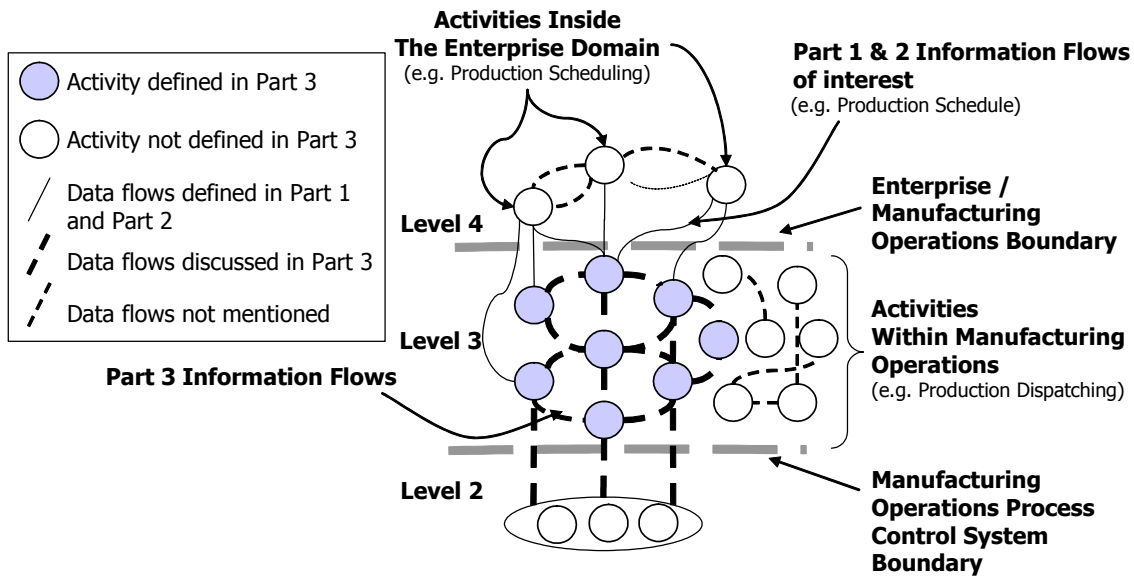 Activities Inside
The Enterprise Domain
(e.g. Production Scheduling)
Part 1 & 2 Information Flows
of interest
(e.g. Production Schedule)
Activity defined in Part 3
Activity not defined in Part 3
Data flows defined in Part 1
and Part 2
Data flows discussed in Part 3
Data flows not mentioned
Level 4
Enterprise /
Manufacturing
Operations Boundary
Level 3
Activities
Within Manufacturing
Operations
(e.g. Production Dispatching)
Part 3 Information Flows
Level 2
Manufacturing
Operations Process
Control System
Boundary